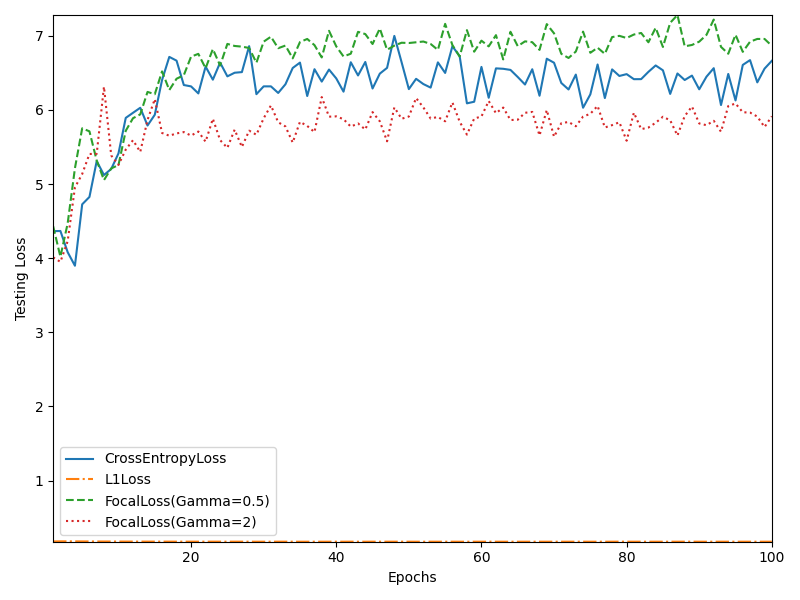 7
6
5
4
3
2
1
Testing Loss
CrossEntropyLoss
L1Loss
FocalLoss(Gamma=0.5)
FocalLoss(Gamma=2)
20 40 60 80 100
Epochs